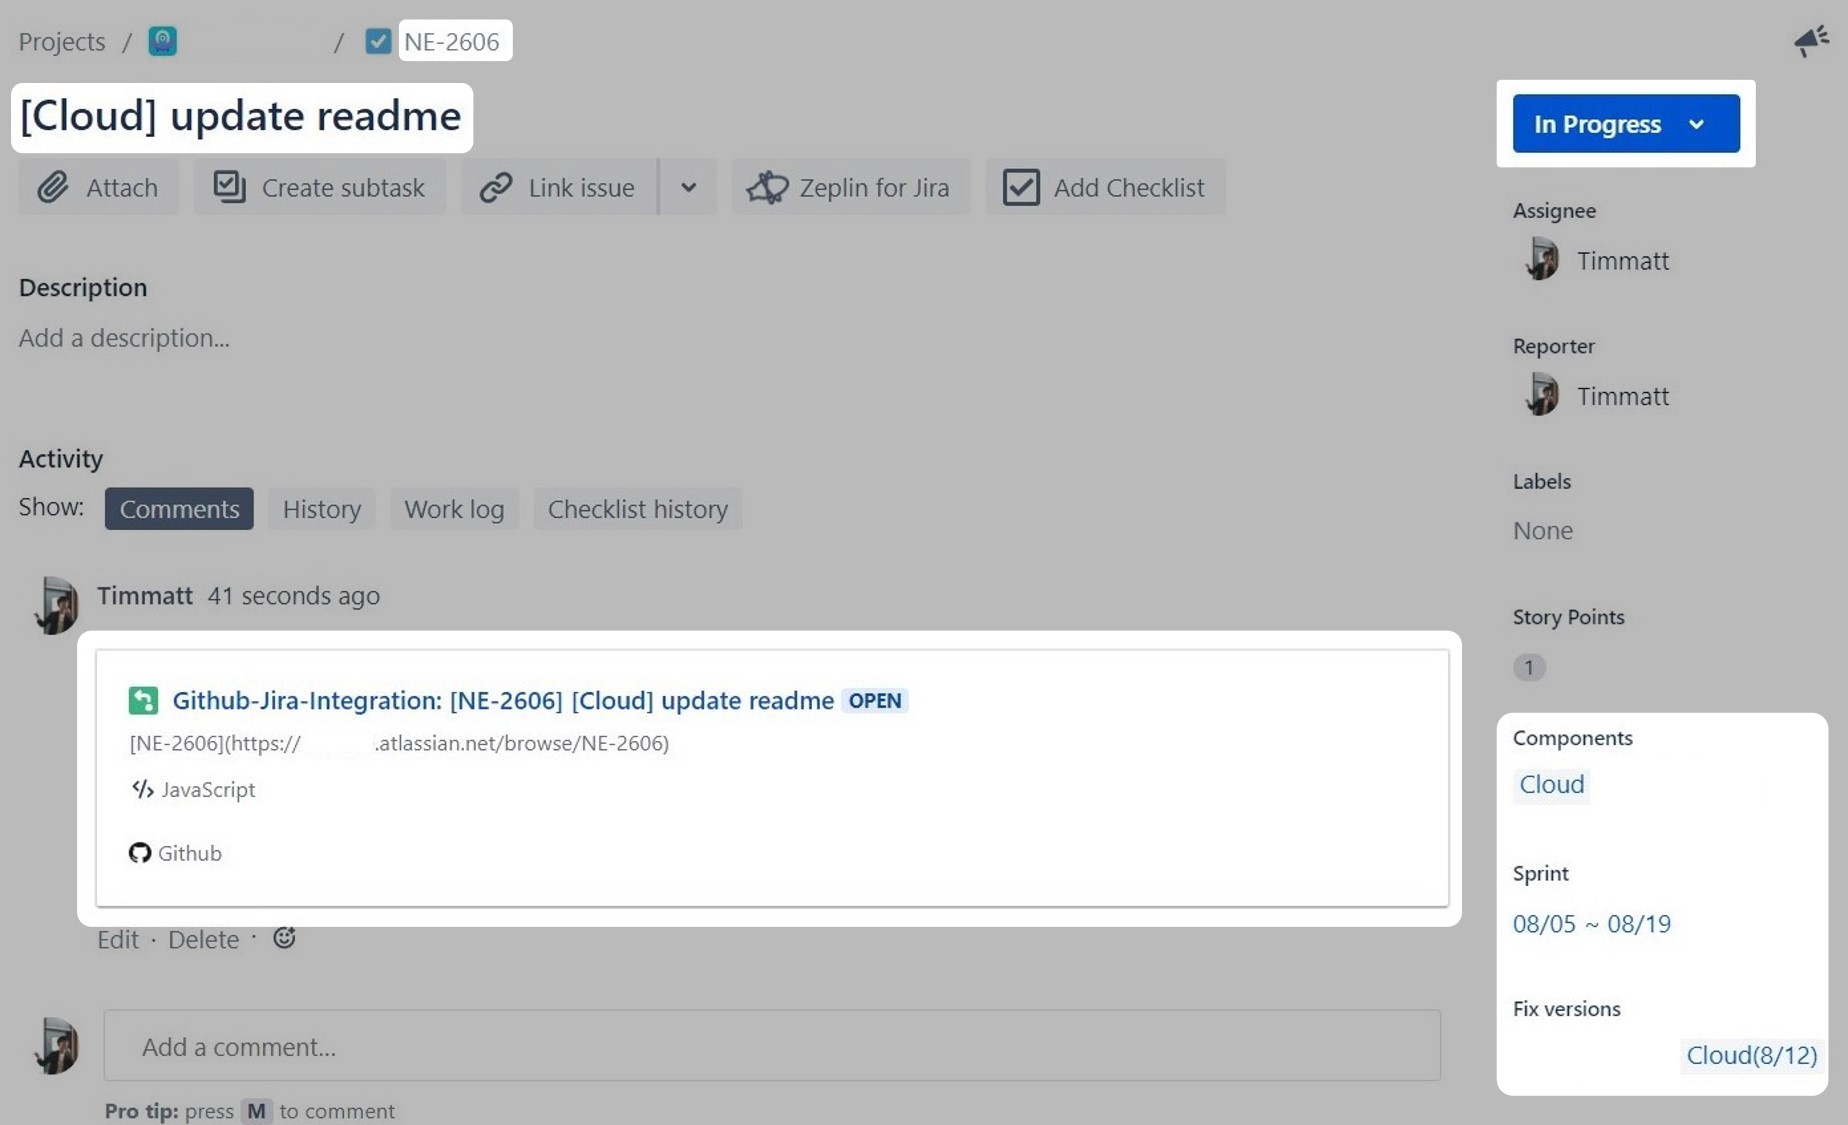 Projects / / NE-2606
[Cloud] update readme
In Progress
Attach
Create subtask
Link issue
Zeplin for Jira
Add Checklist
Assignee
Timmatt
Description
Add a description...
Reporter
Timmatt
Activity
Show: Comments History Work log Checklist history
Labels
None
Timmatt 41 seconds ago
Story Points
1
Github-Jira-Integration: [NE-2606] [Cloud] update readme OPEN
[NE-2606](https:// .atlassian.net/browse/NE-2606)
</> JavaScript
Github
Components
Cloud
Sprint
08/05 ~ 08/19
Edit · Delete ·
Fix versions
Cloud(8/12)
Add a comment...
Pro tip: press M to comment